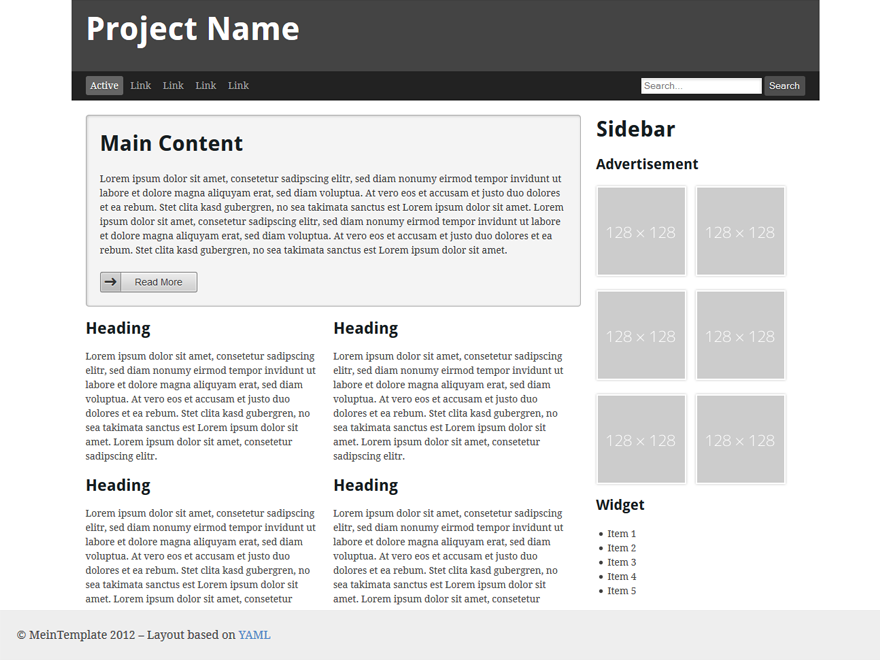 Project Name
Active Link Link Link Link Search... Search
Main Content
Lorem ipsum dolor sit amet, consetetur sadipscing elitr, sed diam nonumy eirmod tempor invidunt ut
labore et dolore magna aliquyam erat, sed diam voluptua. At vero eos et accusam et justo duo dolores
et ea rebum. Stet clita kasd gubergren, no sea takimata sanctus est Lorem ipsum dolor sit amet. Lorem
ipsum dolor sit amet, consetetur sadipscing elitr, sed diam nonumy eirmod tempor invidunt ut labore
et dolore magna aliquyam erat, sed diam voluptua. At vero eos et accusam et justo duo dolores et ea
rebum. Stet clita kasd gubergren, no sea takimata sanctus est Lorem ipsum dolor sit amet.
Read More
Heading
Lorem ipsum dolor sit amet, consetetur sadipscing
elitr, sed diam nonumy eirmod tempor invidunt ut
labore et dolore magna aliquyam erat, sed diam
voluptua. At vero eos et accusam et justo duo
dolores et ea rebum. Stet clita kasd gubergren, no
sea takimata sanctus est Lorem ipsum dolor sit
amet. Lorem ipsum dolor sit amet, consetetur
sadipscing elitr.
Heading
Lorem ipsum dolor sit amet, consetetur sadipscing
elitr, sed diam nonumy eirmod tempor invidunt ut
labore et dolore magna aliquyam erat, sed diam
voluptua. At vero eos et accusam et justo duo
dolores et ea rebum. Stet clita kasd gubergren, no
sea takimata sanctus est Lorem ipsum dolor sit
amet. Lorem ipsum dolor sit amet, consetetur
sadipscing elitr.
Heading
Lorem ipsum dolor sit amet, consetetur sadipscing
elitr, sed diam nonumy eirmod tempor invidunt ut
labore et dolore magna aliquyam erat, sed diam
voluptua. At vero eos et accusam et justo duo
dolores et ea rebum. Stet clita kasd gubergren, no
sea takimata sanctus est Lorem ipsum dolor sit
amet. Lorem ipsum dolor sit amet, consetetur
Heading
Lorem ipsum dolor sit amet, consetetur sadipscing
elitr, sed diam nonumy eirmod tempor invidunt ut
labore et dolore magna aliquyam erat, sed diam
voluptua. At vero eos et accusam et justo duo
dolores et ea rebum. Stet clita kasd gubergren, no
sea takimata sanctus est Lorem ipsum dolor sit
amet. Lorem ipsum dolor sit amet, consetetur
Sidebar
Advertisement
128 × 128 128 × 128
128 × 128 128 × 128
128 × 128 128 × 128
Widget
• Item 1
• Item 2
• Item 3
• Item 4
• Item 5
© MeinTemplate 2012 – Layout based on YAML